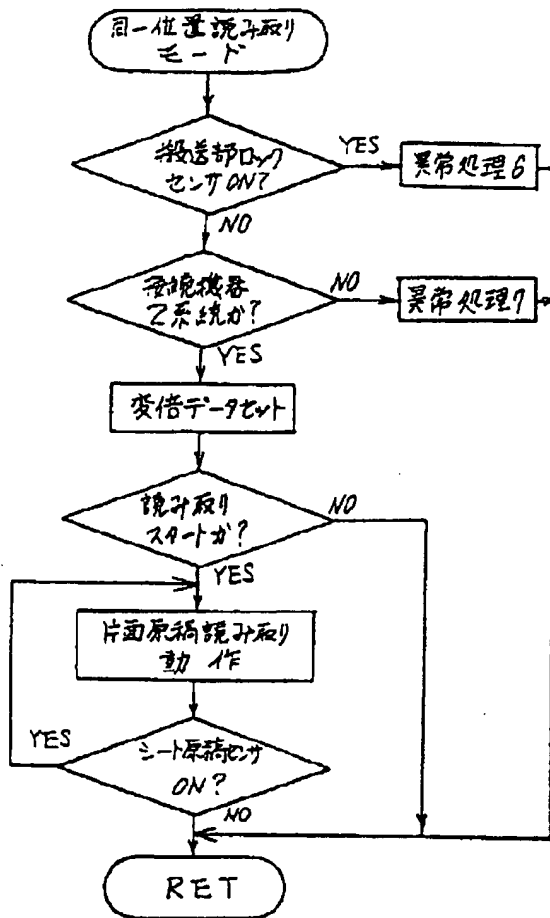 同一位置読み取り
モード
搬送部ロック
センサON?
YES
異常処理6
NO
接続機器
2系統か?
NO
異常処理7
YES
変倍データセット
読み取り
スタートか?
NO
YES
片面原稿読み取り
動作
シート原稿センサ
ON?
YES
NO
RET